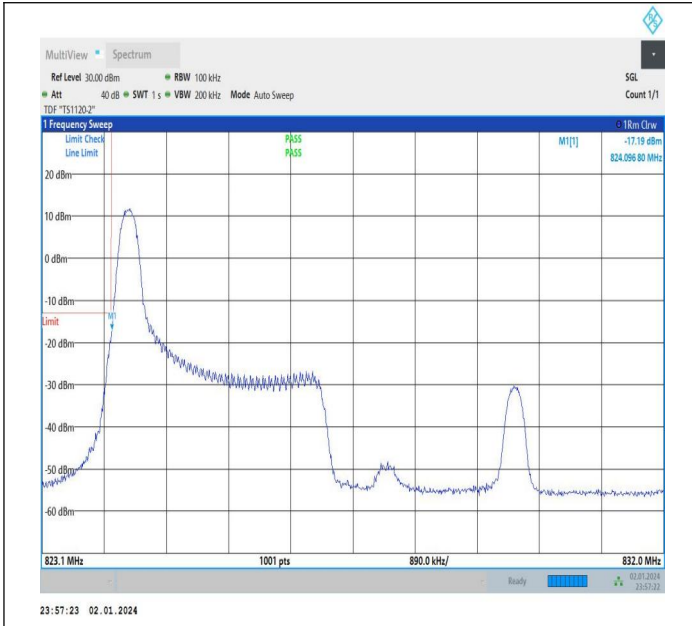 MultiView Spectrum
Ref Level 30.00 dBm RBW 100 kHz SGL
Att 40 dB SWT 1 s VBW 200 kHz Mode Auto Sweep Count 1/1
TDF "TS1120-2"
1 Frequency Sweep 1Rm Clrw
Limit Check PASS M1[1] -17.19 dBm
Line Limit PASS 824.096 80 MHz
20 dBm
10 dBm
0 dBm
-10 dBm
M1
Limit
-20 dBm
-30 dBm
-40 dBm
-50 dBm
-60 dBm
823.1 MHz 1001 pts 890.0 kHz/ 832.0 MHz
Ready 02.01.2024
23:57:22
23:57:23 02.01.2024